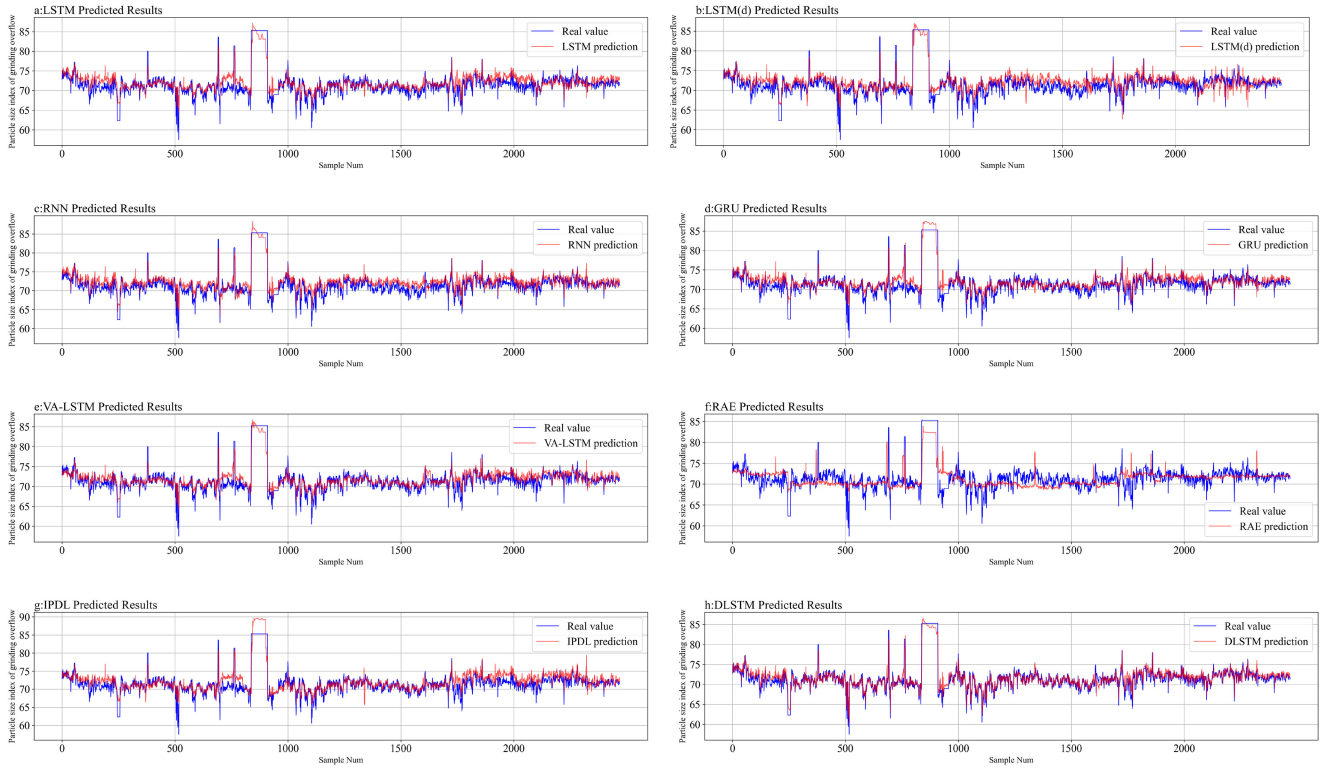 a:LSTM Predicted Results
Particle size index of grinding overflow
85
80
75
70
65
60
Real value
LSTM prediction
0
500
1000
1500
2000
Sample Num
b:LSTM(d) Predicted Results
Particle size index of grinding overflow
85
80
75
70
65
60
Real value
LSTM(d) prediction
0
500
1000
1500
2000
Sample Num
c:RNN Predicted Results
Particle size index of grinding overflow
85
80
75
70
65
60
Real value
RNN prediction
0
500
1000
1500
2000
Sample Num
d:GRU Predicted Results
Particle size index of grinding overflow
85
80
75
70
65
60
Real value
GRU prediction
0
500
1000
1500
2000
Sample Num
e:VA-LSTM Predicted Results
Particle size index of grinding overflow
85
80
75
70
65
60
Real value
VA-LSTM prediction
0
500
1000
1500
2000
Sample Num
f:RAE Predicted Results
Particle size index of grinding overflow
85
80
75
70
65
60
Real value
RAE prediction
0
500
1000
1500
2000
Sample Num
g:IPDL Predicted Results
Particle size index of grinding overflow
90
85
80
75
70
65
60
Real value
IPDL prediction
0
500
1000
1500
2000
Sample Num
h:DLSTM Predicted Results
Particle size index of grinding overflow
85
80
75
70
65
60
Real value
DLSTM prediction
0
500
1000
1500
2000
Sample Num